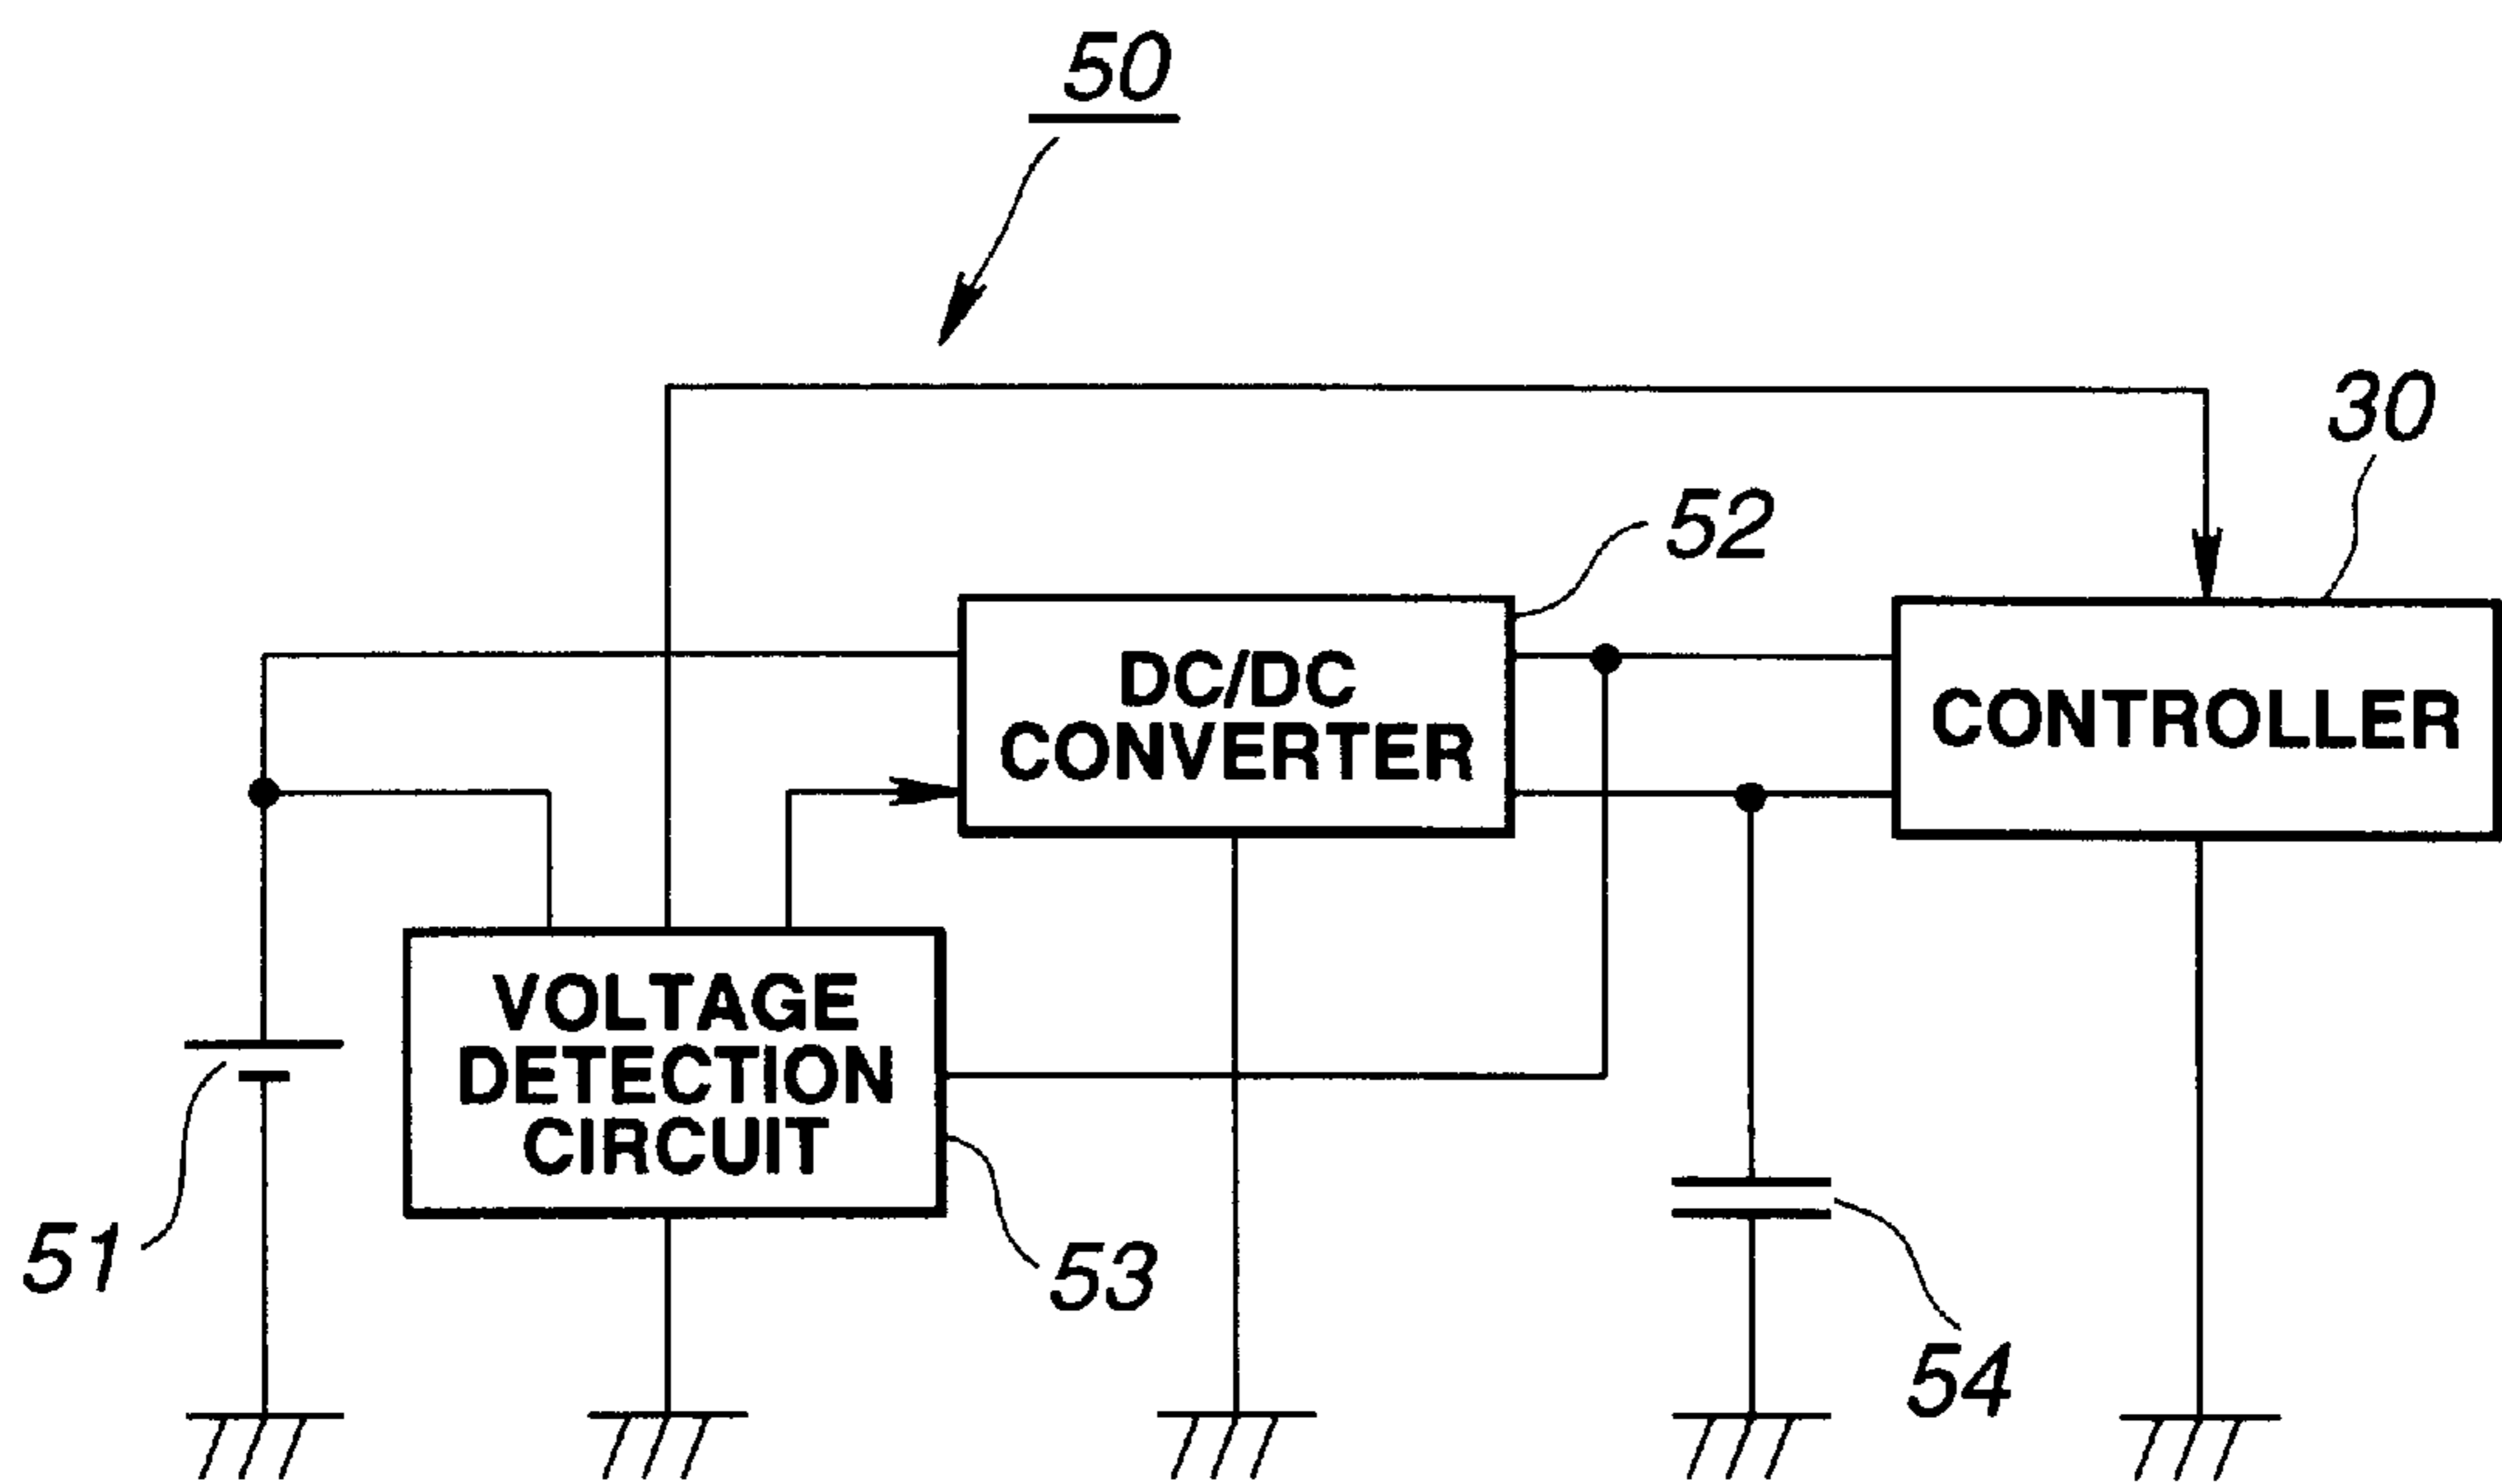 50
30
52
DC/DC
CONVERTER
CONTROLLER
VOLTAGE
DETECTION
CIRCUIT
51
53
54